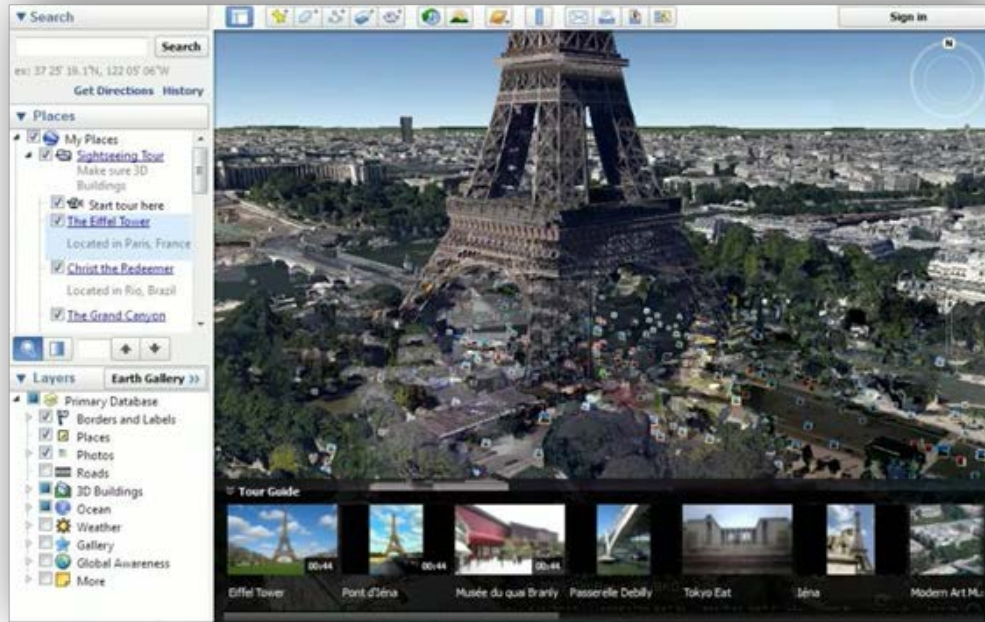 Search
Search
ex: 37 25' 19.1"N, 122 05' 06"W
Get Directions History
Places
My Places
Sightseeing Tour
Make sure 3D
Buildings
Start tour here
The Eiffel Tower
Located in Paris, France
Christ the Redeemer
Located in Rio, Brazil
The Grand Canyon
Layers
Earth Gallery >>
Primary Database
Borders and Labels
Places
Photos
Roads
3D Buildings
Ocean
Weather
Gallery
Global Awareness
More
Sign in
N
Tour Guide
00:44
00:44
00:44
Eiffel Tower
Pont d'Iéna
Musée du quai Branly
Passerelle Debilly
Tokyo Eat
Iéna
Modern Art Mu